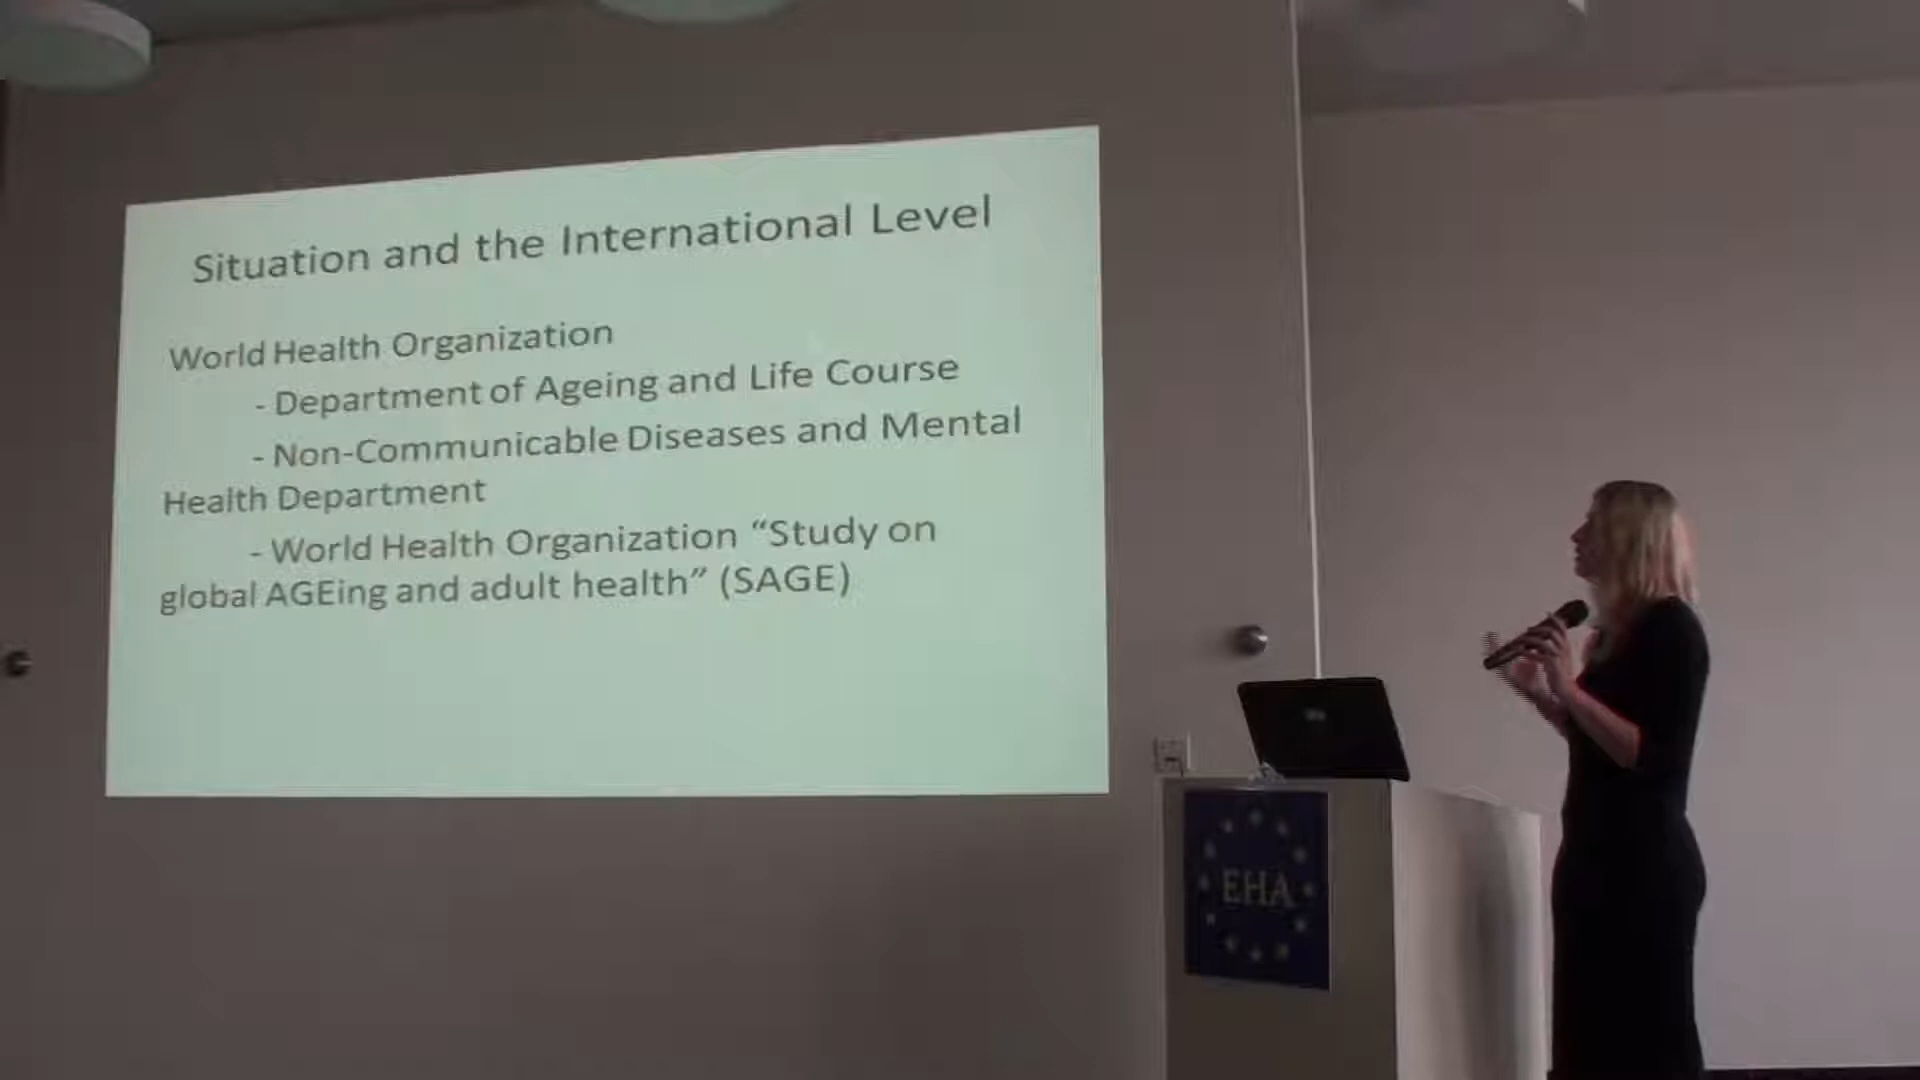 Situation and the International Level
World Health Organization
- Department of Ageing and Life Course
- Non-Communicable Diseases and Mental
Health Department
- World Health Organization “Study on
global AGEing and adult health” (SAGE)
EHA